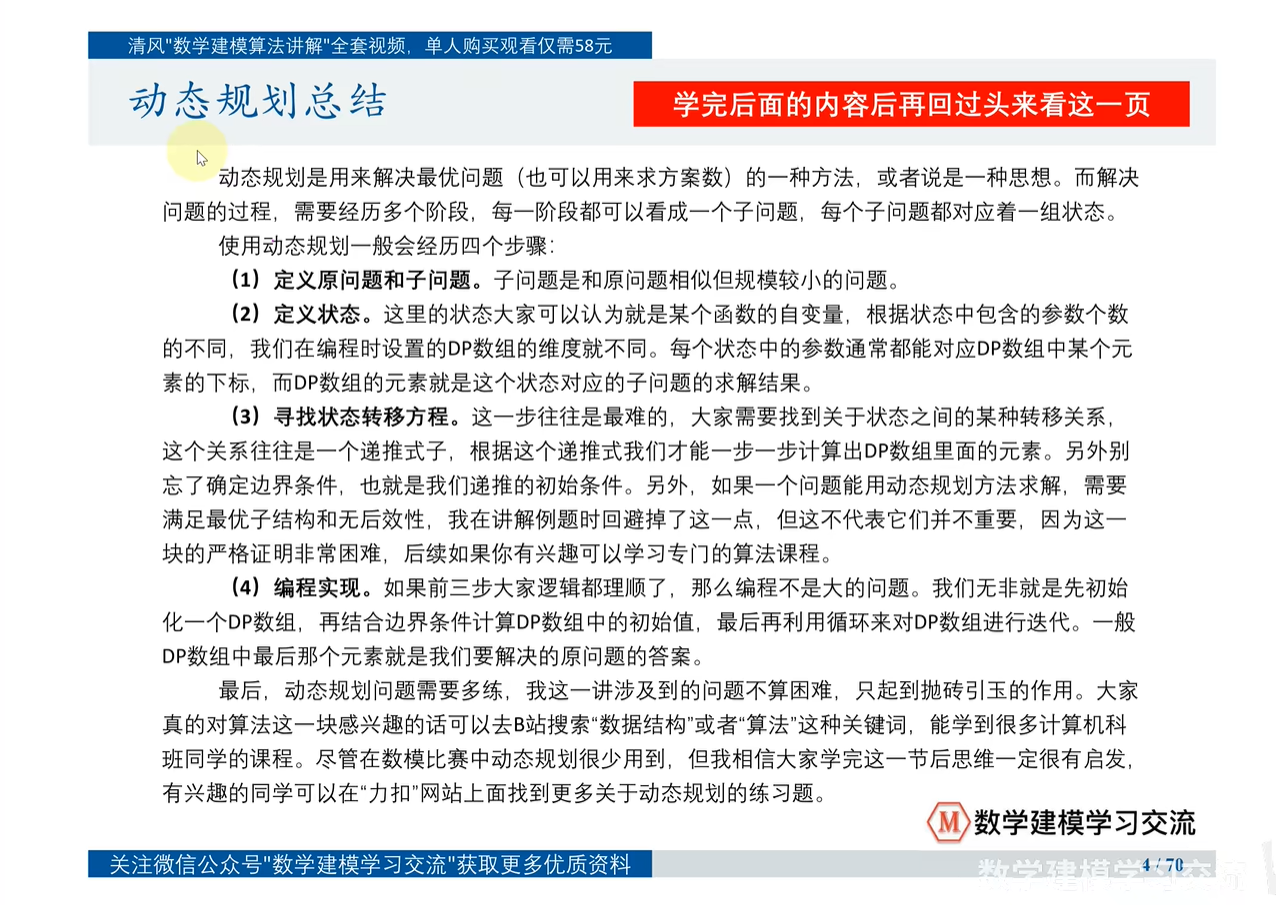 清风"数学建模算法讲解"全套视频，单人购买观看仅需58元
动态规划总结
学完后面的内容后再回过头来看这一页
动态规划是用来解决最优问题（也可以用来求方案数）的一种方法，或者说是一种思想。而解决
问题的过程，需要经历多个阶段，每一阶段都可以看成一个子问题，每个子问题都对应着一组状态。
使用动态规划一般会经历四个步骤：
（1）定义原问题和子问题。子问题是和原问题相似但规模较小的问题。
（2）定义状态。这里的状态大家可以认为就是某个函数的自变量，根据状态中包含的参数个数
的不同，我们在编程时设置的DP数组的维度就不同。每个状态中的参数通常都能对应DP数组中某个元
素的下标，而DP数组的元素就是这个状态对应的子问题的求解结果。
（3）寻找状态转移方程。这一步往往是最难的，大家需要找到关于状态之间的某种转移关系，
这个关系往往是一个递推式子，根据这个递推式我们才能一步一步计算出DP数组里面的元素。另外别
忘了确定边界条件，也就是我们递推的初始条件。另外，如果一个问题能用动态规划方法求解，需要
满足最优子结构和无后效性，我在讲解例题时回避掉了这一点，但这不代表它们并不重要，因为这一
块的严格证明非常困难，后续如果你有兴趣可以学习专门的算法课程。
（4）编程实现。如果前三步大家逻辑都理顺了，那么编程不是大的问题。我们无非就是先初始
化一个DP数组，再结合边界条件计算DP数组中的初始值，最后再利用循环来对DP数组进行迭代。一般
DP数组中最后那个元素就是我们要解决的原问题的答案。
最后，动态规划问题需要多练，我这一讲涉及到的问题不算困难，只起到抛砖引玉的作用。大家
真的对算法这一块感兴趣的话可以去B站搜索“数据结构”或者“算法”这种关键词，能学到很多计算机科
班同学的课程。尽管在数模比赛中动态规划很少用到，但我相信大家学完这一节后思维一定很有启发，
有兴趣的同学可以在“力扣”网站上面找到更多关于动态规划的练习题。
M 数学建模学习交流
关注微信公众号"数学建模学习交流"获取更多优质资料
4 / 70
数学建模学习交流